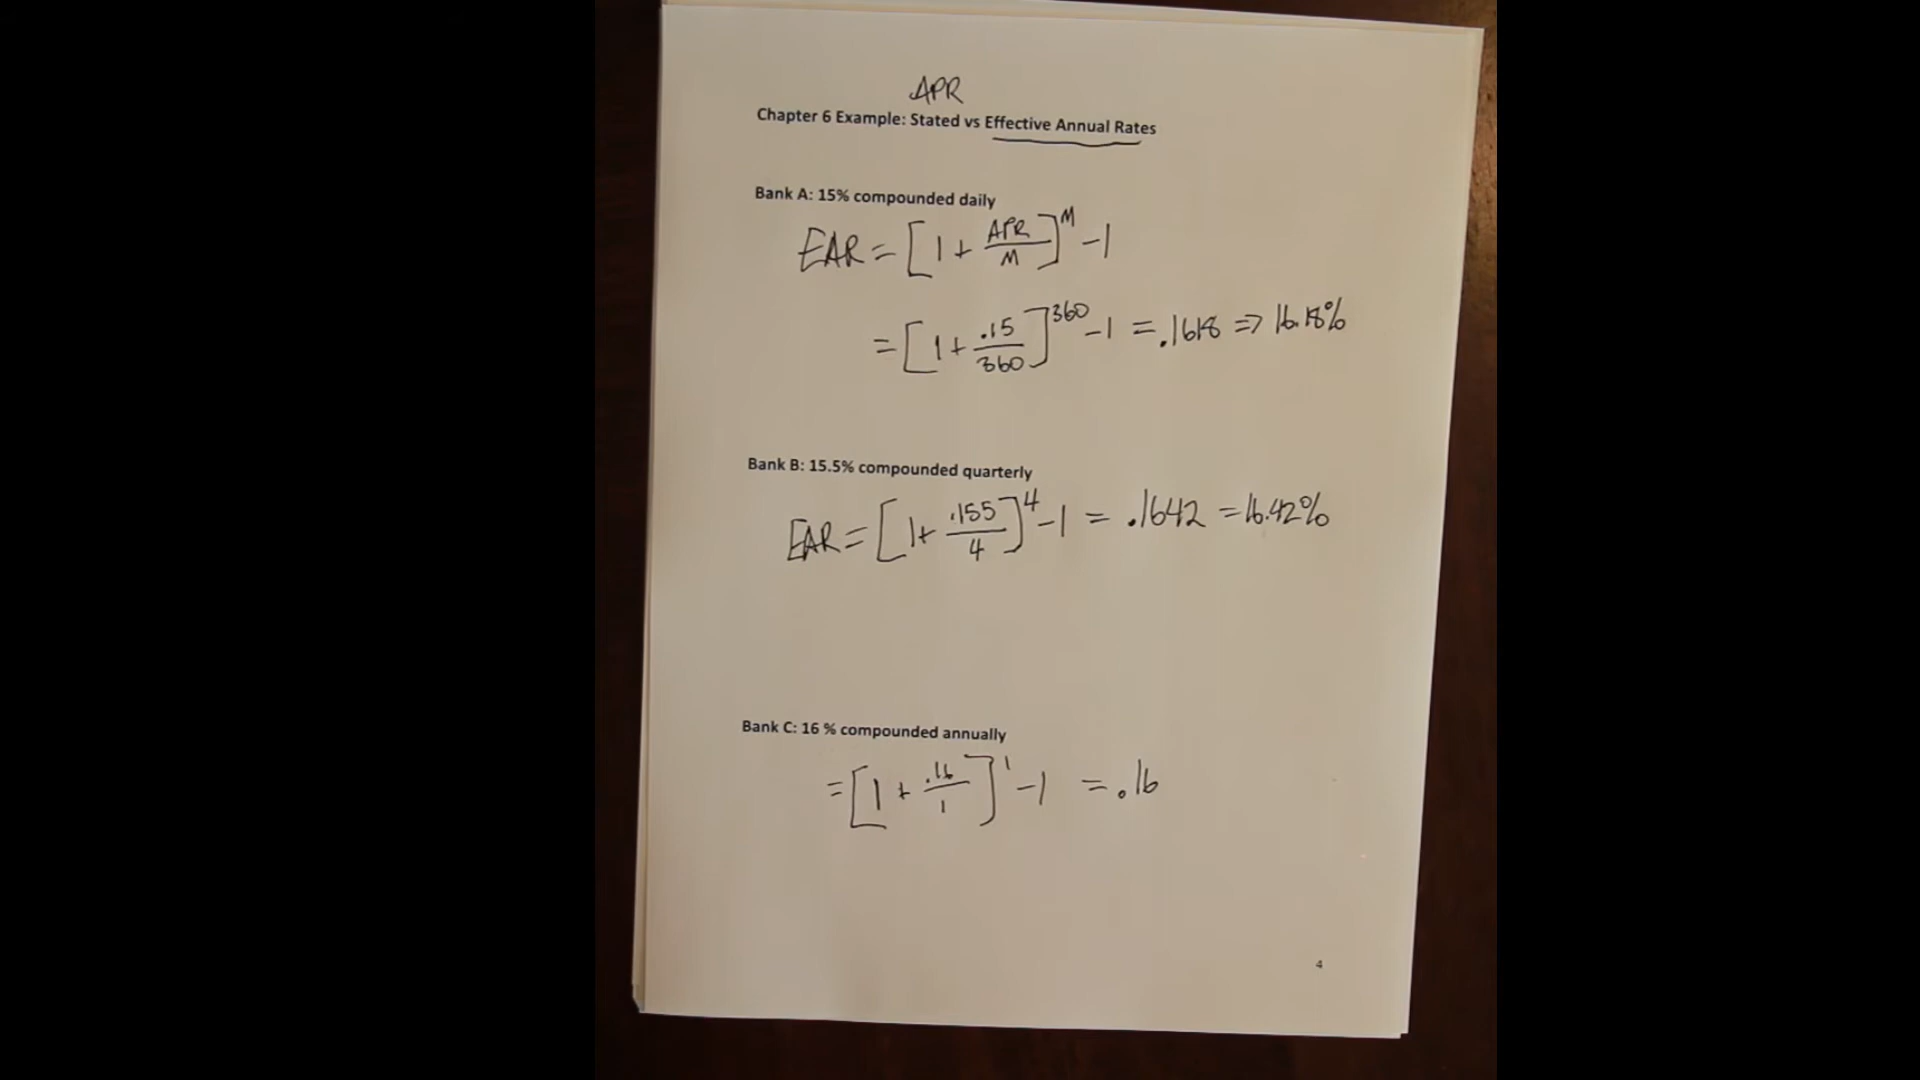 APR
Chapter 6 Example: Stated vs Effective Annual Rates
Bank A: 15% compounded daily
EAR = [1 + APR/M]^M - 1
= [1 + .15/360]^360 - 1 = .1618 ⇒ 16.18%
Bank B: 15.5% compounded quarterly
EAR = [1 + .155/4]^4 - 1 = .1642 = 16.42%
Bank C: 16 % compounded annually
= [1 + .16/1]^1 - 1 = .16
4